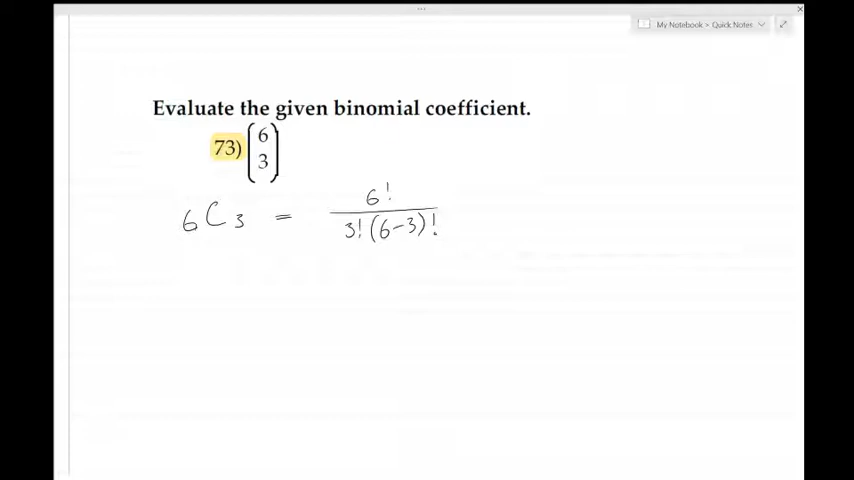 My Notebook > Quick Notes
Evaluate the given binomial coefficient.
73) (6
3)
6C3 = 6!
3!(6-3)!